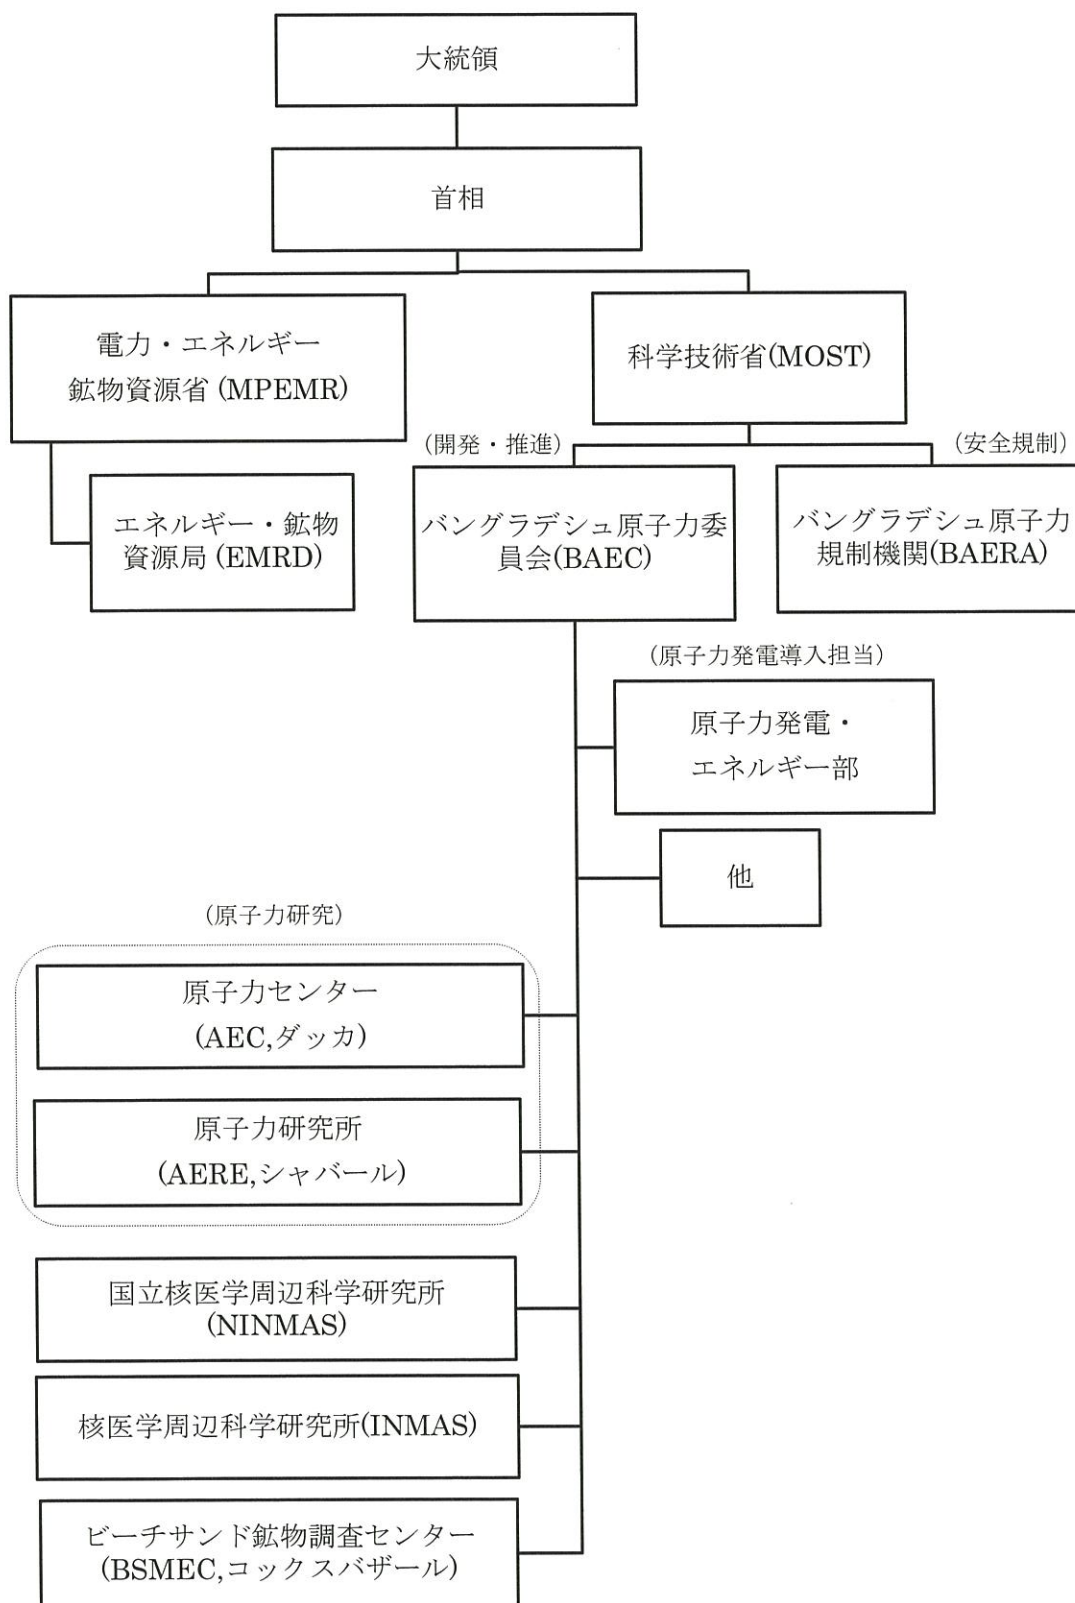 大統領
首相
電力・エネルギー
鉱物資源省 (MPEMR)
科学技術省(MOST)
(開発・推進)
(安全規制)
エネルギー・鉱物
資源局 (EMRD)
バングラデシュ原子力委
員会(BAEC)
バングラデシュ原子力
規制機関(BAERA)
(原子力発電導入担当)
原子力発電・
エネルギー部
他
(原子力研究)
原子力センター
(AEC,ダッカ)
原子力研究所
(AERE,シャバール)
国立核医学周辺科学研究所
(NINMAS)
核医学周辺科学研究所(INMAS)
ビーチサンド鉱物調査センター
(BSMEC,コックスバザール)